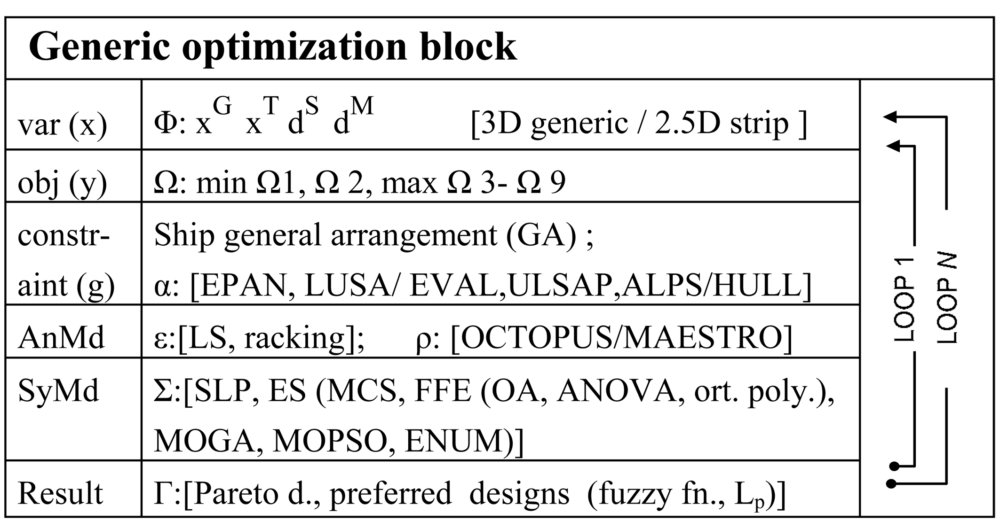 Generic optimization block
var (x)
Φ: x^G x^T d^S d^M [3D generic / 2.5D strip ]
obj (y)
Ω: min Ω1, Ω 2, max Ω 3- Ω 9
constr-
aint (g)
Ship general arrangement (GA) ;
α: [EPAN, LUSA/ EVAL,ULSAP,ALPS/HULL]
AnMd
ε:[LS, racking]; ρ: [OCTOPUS/MAESTRO]
SyMd
Σ:[SLP, ES (MCS, FFE (OA, ANOVA, ort. poly.),
MOGA, MOPSO, ENUM)]
Result
Γ:[Pareto d., preferred designs (fuzzy fn., L_p)]
LOOP 1
LOOP N